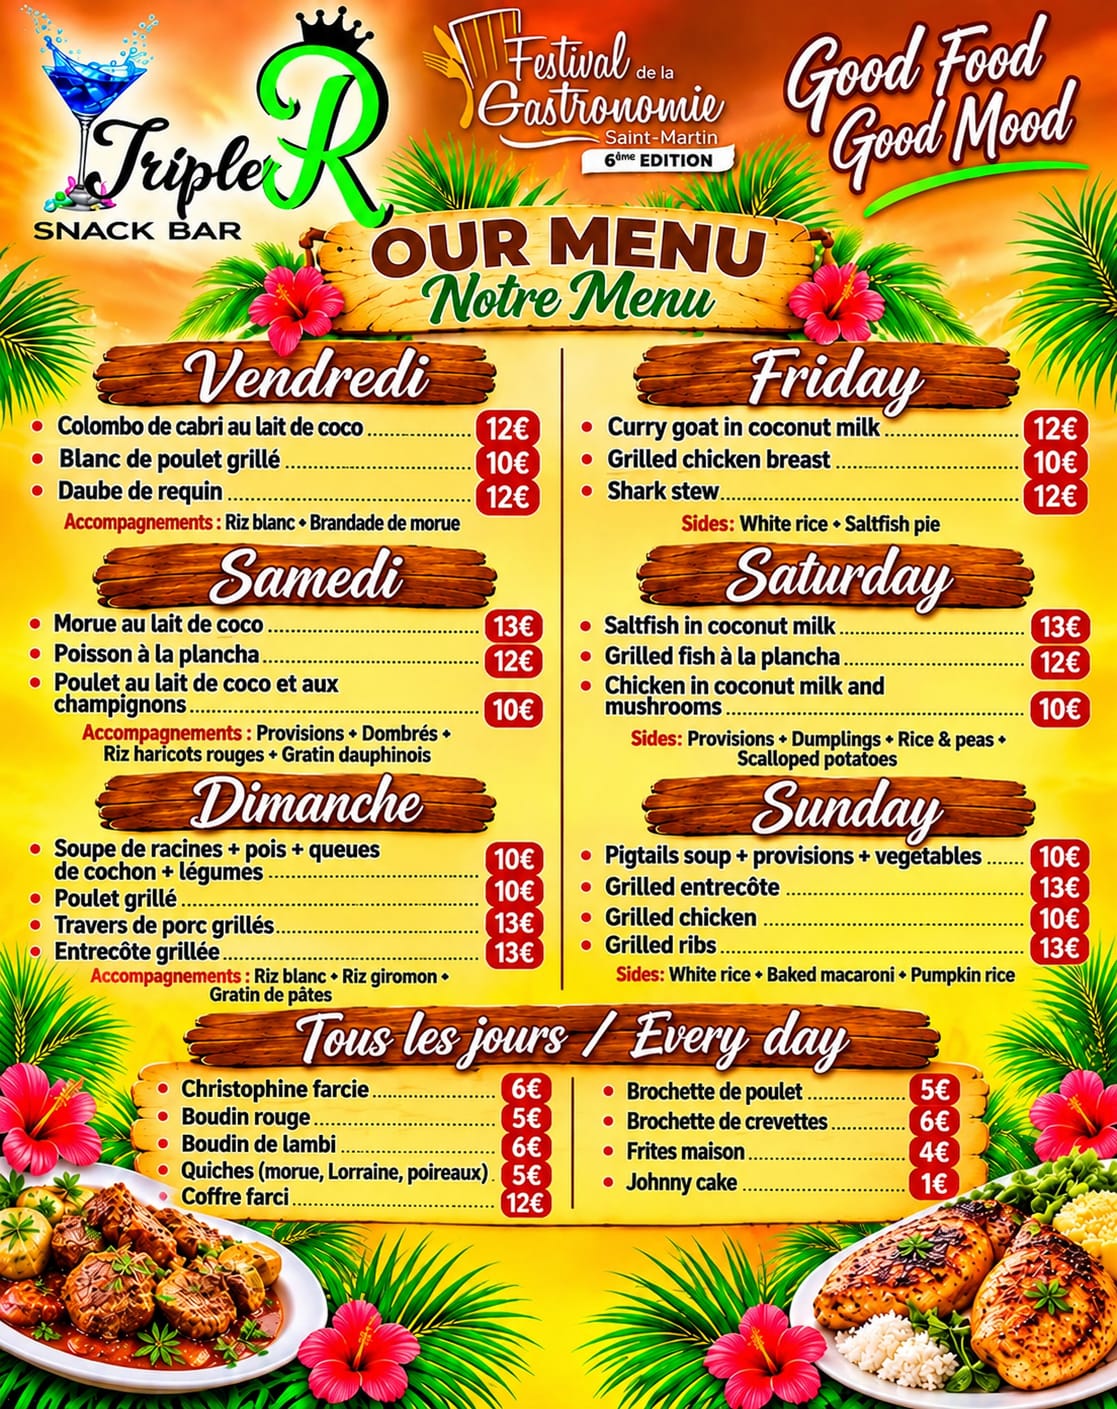 Triple R
SNACK BAR
Festival de la
Gastronomie
Saint-Martin
6ème EDITION
Good Food
Good Mood
OUR MENU
Notre Menu
Vendredi
Colombo de cabri au lait de coco 12€
Blanc de poulet grillé 10€
Daube de requin 12€
Accompagnements : Riz blanc • Brandade de morue
Samedi
Morue au lait de coco 13€
Poisson à la plancha 12€
Poulet au lait de coco et aux
champignons 10€
Accompagnements : Provisions • Dombrés •
Riz haricots rouges • Gratin dauphinois
Dimanche
Soupe de racines + pois + queues
de cochon + légumes 10€
Poulet grillé 10€
Travers de porc grillés 13€
Entrecôte grillée 13€
Accompagnements : Riz blanc • Riz giromon •
Gratin de pâtes
Friday
Curry goat in coconut milk 12€
Grilled chicken breast 10€
Shark stew 12€
Sides: White rice • Saltfish pie
Saturday
Saltfish in coconut milk 13€
Grilled fish à la plancha 12€
Chicken in coconut milk and
mushrooms 10€
Sides: Provisions • Dumplings • Rice & peas •
Scalloped potatoes
Sunday
Pigtails soup + provisions + vegetables 10€
Grilled entrecôte 13€
Grilled chicken 10€
Grilled ribs 13€
Sides: White rice • Baked macaroni • Pumpkin rice
Tous les jours / Every day
Christophine farcie 6€
Boudin rouge 5€
Boudin de lambi 6€
Quiches (morue, Lorraine, poireaux) 5€
Coffre farci 12€
Brochette de poulet 5€
Brochette de crevettes 6€
Frites maison 4€
Johnny cake 1€